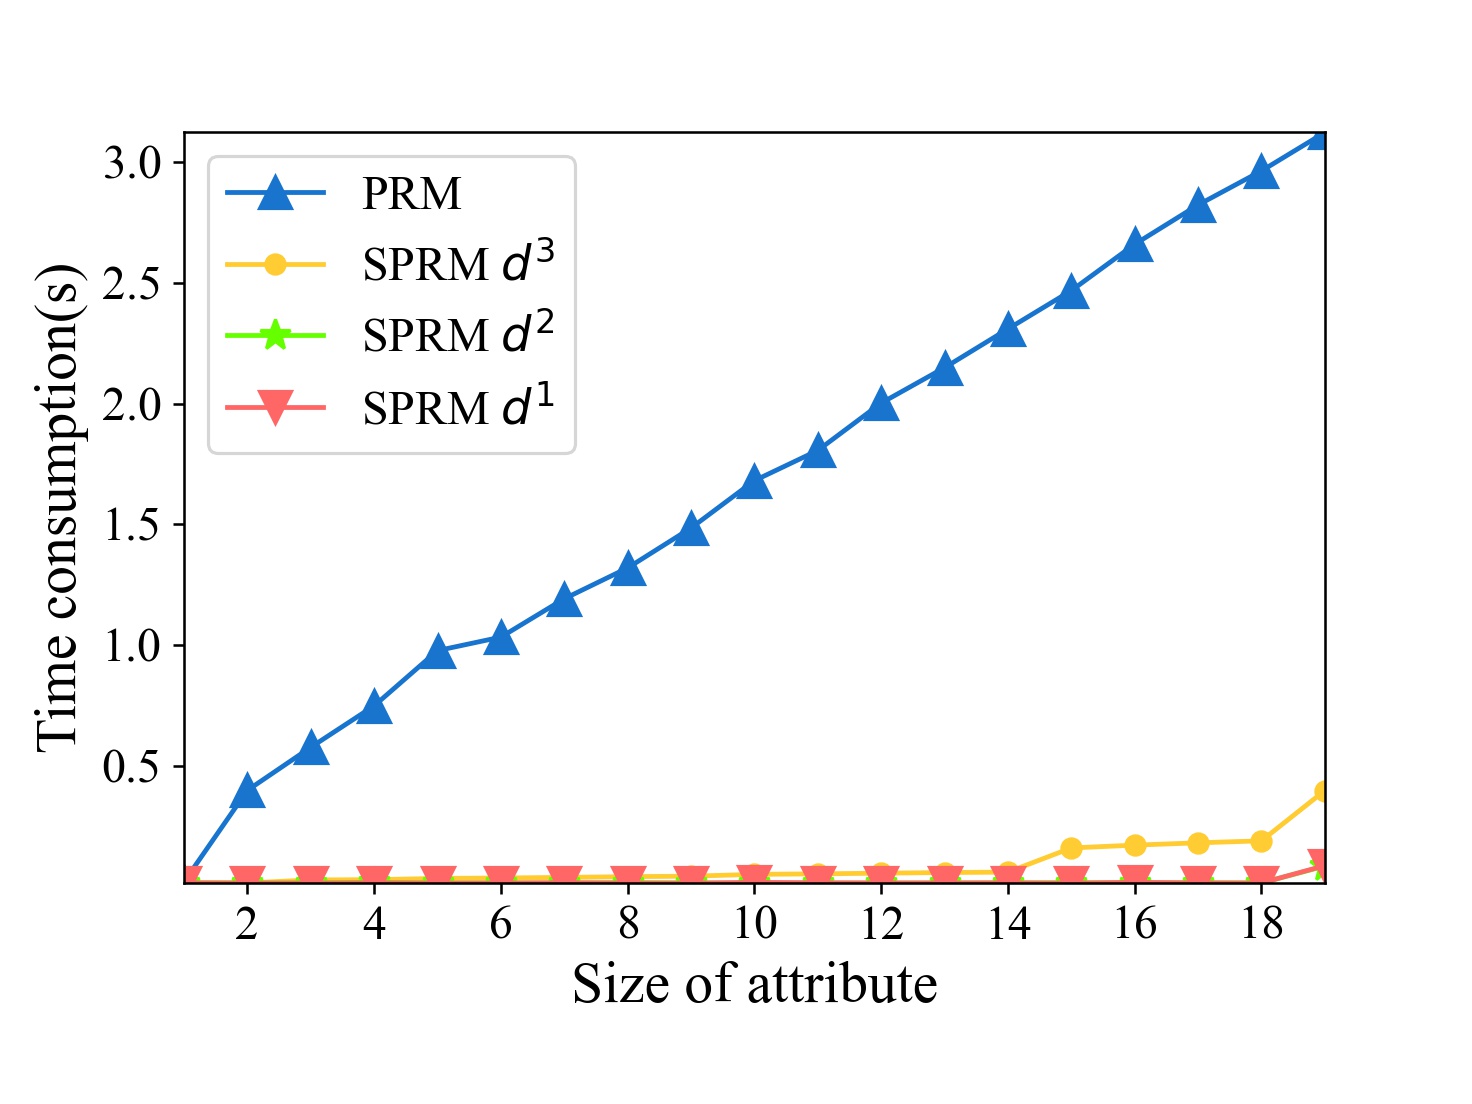 3.0
2.5
2.0
1.5
1.0
0.5
Time consumption(s)
PRM
SPRM d³
SPRM d²
SPRM d¹
2 4 6 8 10 12 14 16 18
Size of attribute